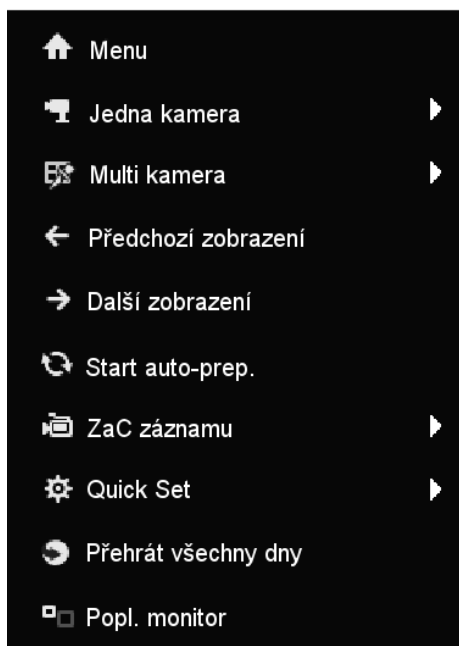 Menu
Jedna kamera
Multi kamera
Předchozí zobrazení
Další zobrazení
Start auto-prep.
ZaC záznamu
Quick Set
Přehrát všechny dny
Popl. monitor